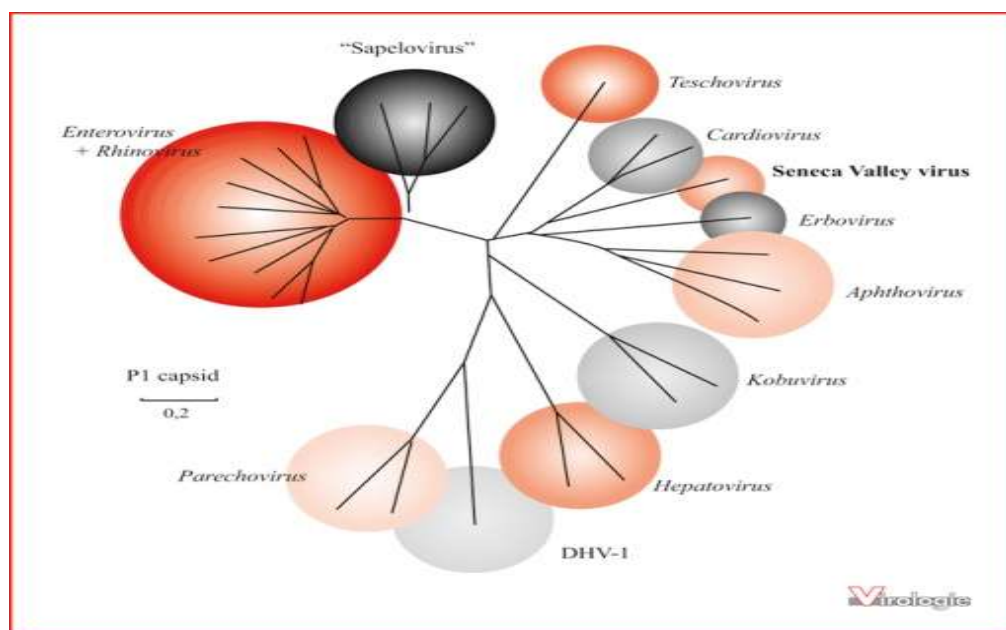 "Sapelovirus"
Teschovirus
Enterovirus
+ Rhinovirus
Cardiovirus
Seneca Valley virus
Erbovirus
Aphthovirus
P1 capsid
0,2
Kobuvirus
Parechovirus
Hepatovirus
DHV-1
Virologie